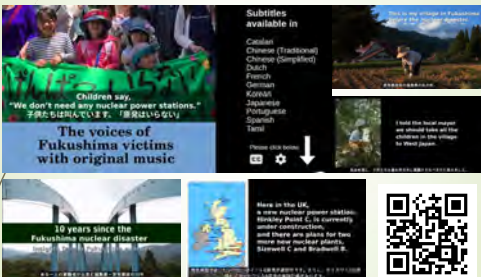 Children say,
"We don't need any nuclear power stations."
子供たちは叫んでいます。「原発はいらない」
The voices of
Fukushima victims
with original music
Subtitles
available in
Catalan
Chinese (Traditional)
Chinese (Simplified)
Dutch
French
German
Korean
Japanese
Portuguese
Spanish
Tamil
Please click below
CC
This is my village in Fukushima
before the nuclear disaster
I told the local mayor
we should take all the
children in the village
to West Japan.
10 years since the
Fukushima nuclear disaster
Here in the UK,
a new nuclear power station
Hinkley Point C, is currently
under construction,
and there are plans for two
more new nuclear plants,
Sizewell C and Bradwell B.